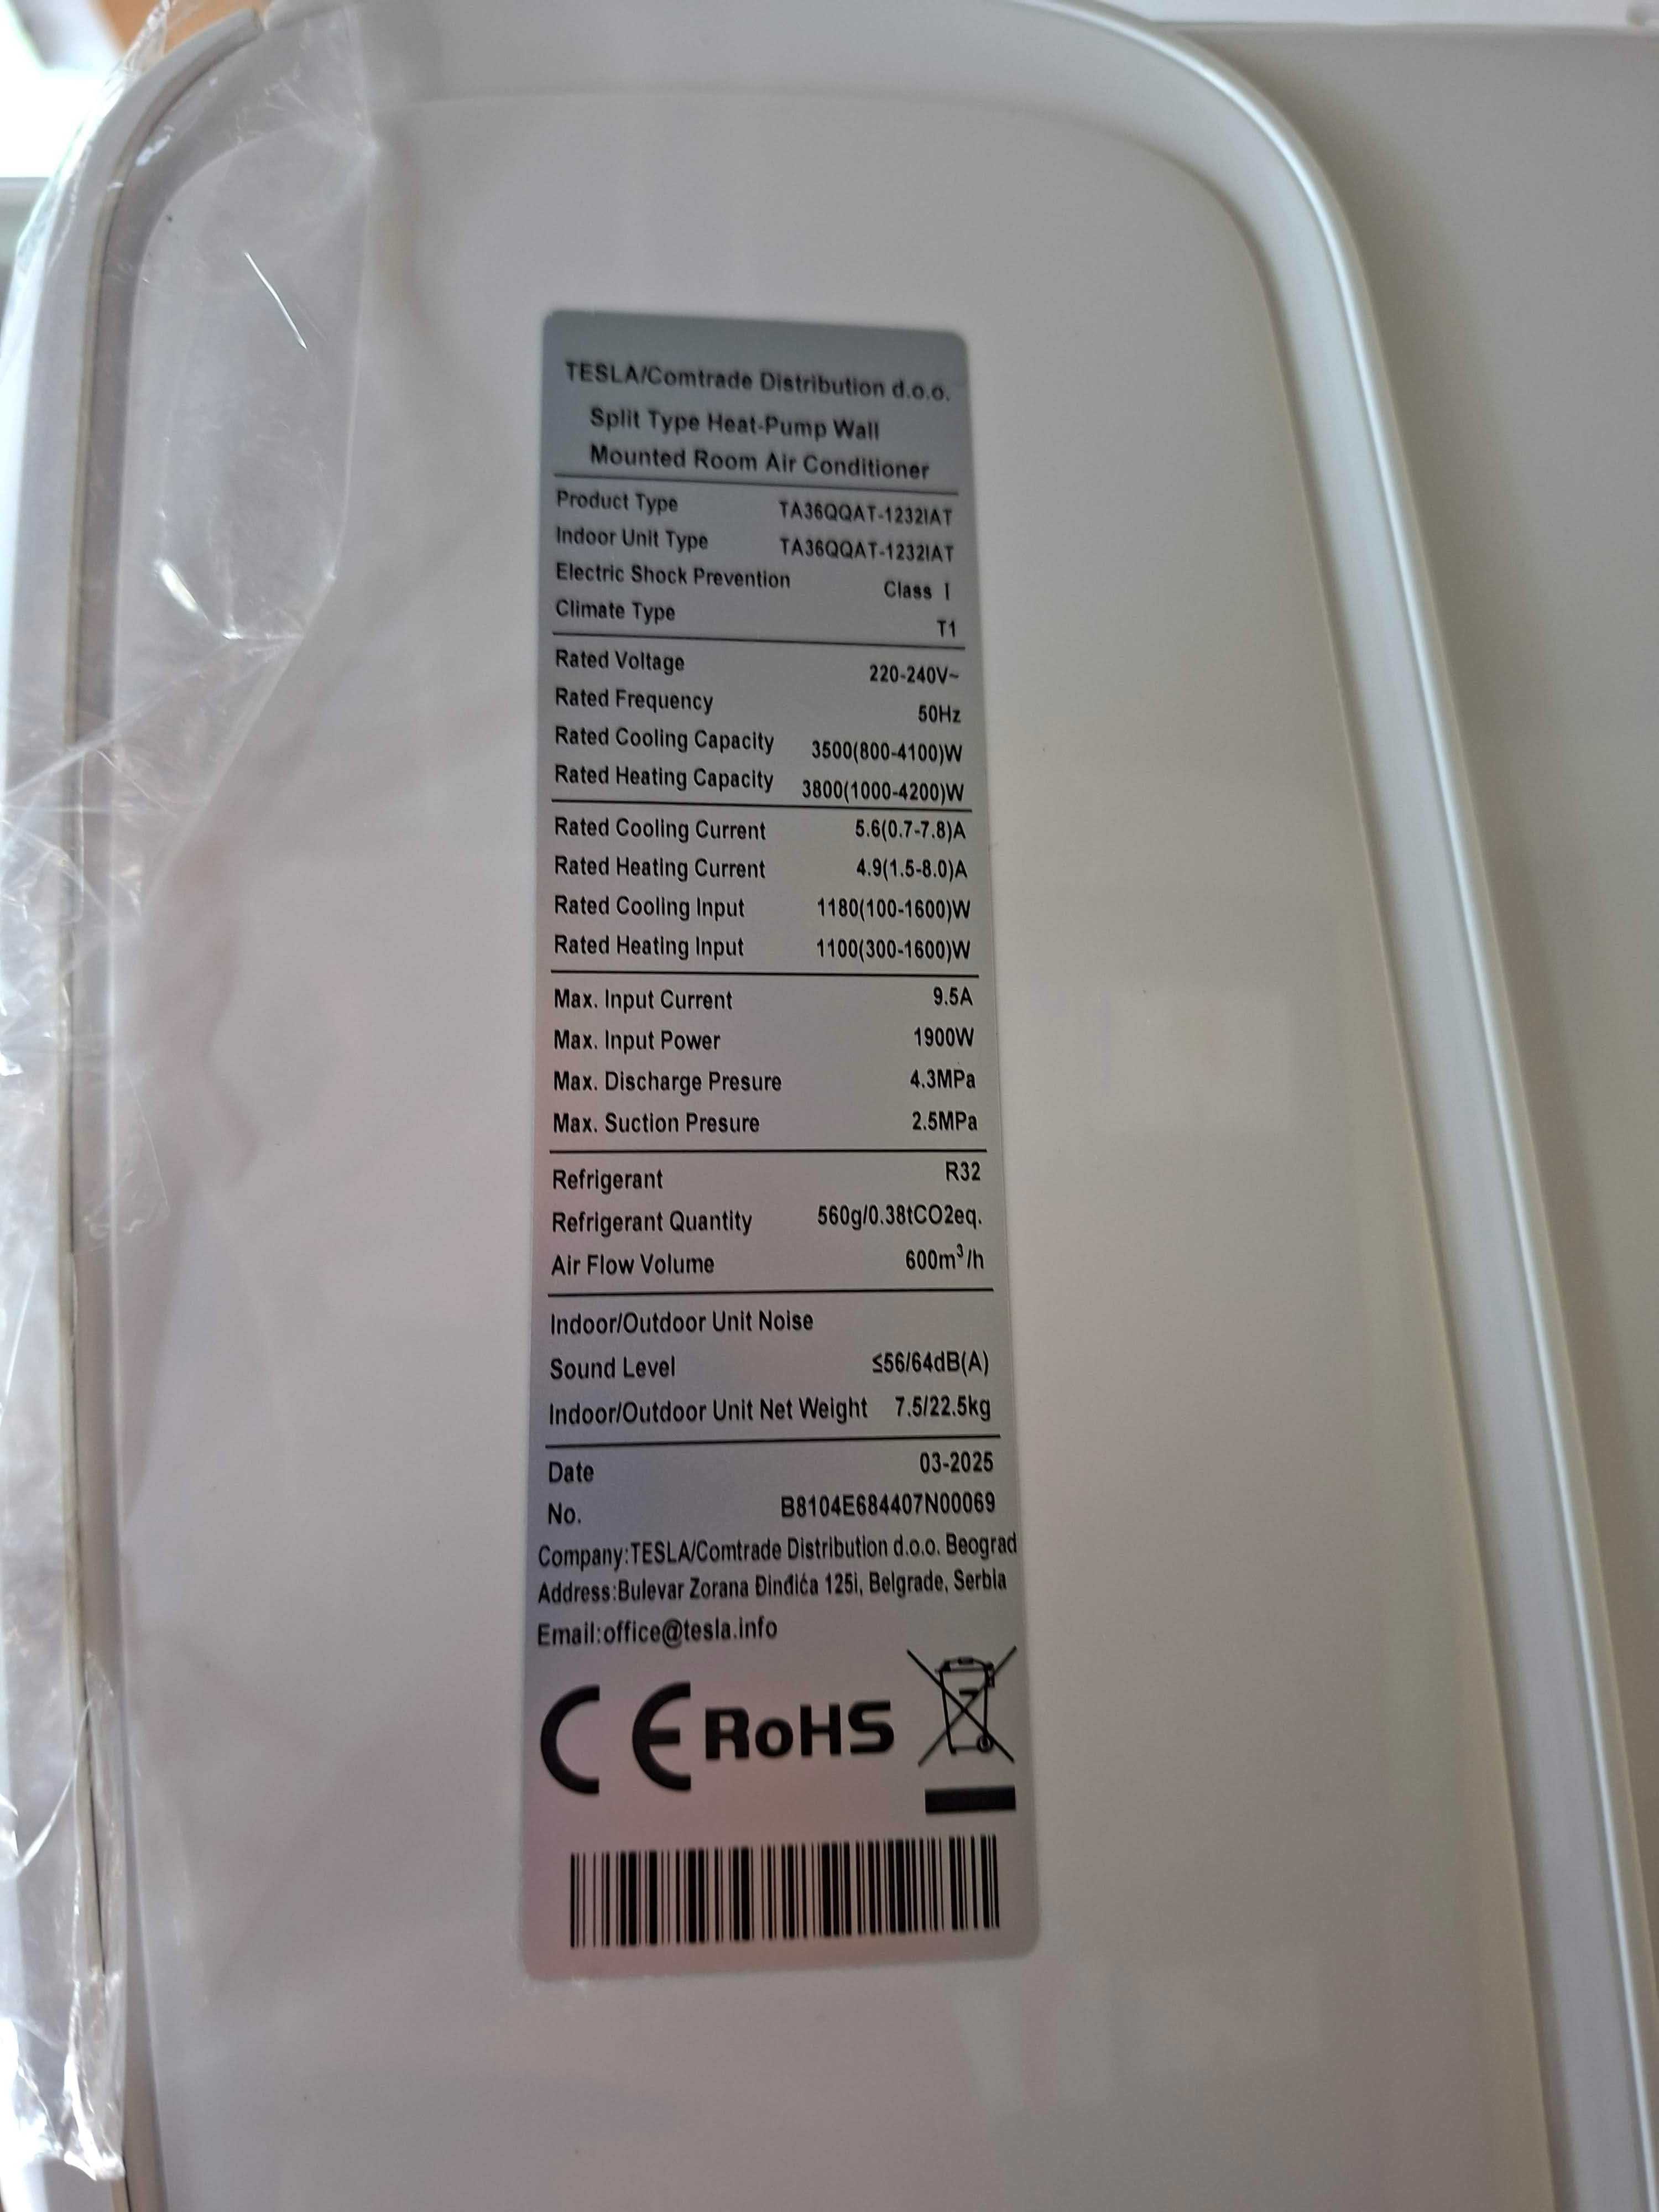 TESLA/Comtrade Distribution d.o.o.
Split Type Heat-Pump Wall
Mounted Room Air Conditioner
Product Type TA36QQAT-1232IAT
Indoor Unit Type TA36QQAT-1232IAT
Electric Shock Prevention Class I
Climate Type T1
Rated Voltage 220-240V~
Rated Frequency 50Hz
Rated Cooling Capacity 3500(800-4100)W
Rated Heating Capacity 3800(1000-4200)W
Rated Cooling Current 5.6(0.7-7.8)A
Rated Heating Current 4.9(1.5-8.0)A
Rated Cooling Input 1180(100-1600)W
Rated Heating Input 1100(300-1600)W
Max. Input Current 9.5A
Max. Input Power 1900W
Max. Discharge Presure 4.3MPa
Max. Suction Presure 2.5MPa
Refrigerant R32
Refrigerant Quantity 560g/0.38tCO2eq.
Air Flow Volume 600m³/h
Indoor/Outdoor Unit Noise
Sound Level ≤56/64dB(A)
Indoor/Outdoor Unit Net Weight 7.5/22.5kg
Date 03-2025
No. B8104E684407N00069
Company:TESLA/Comtrade Distribution d.o.o. Beograd
Address:Bulevar Zorana Đinđića 125i, Belgrade, Serbia
Email:office@tesla.info
CE RoHS